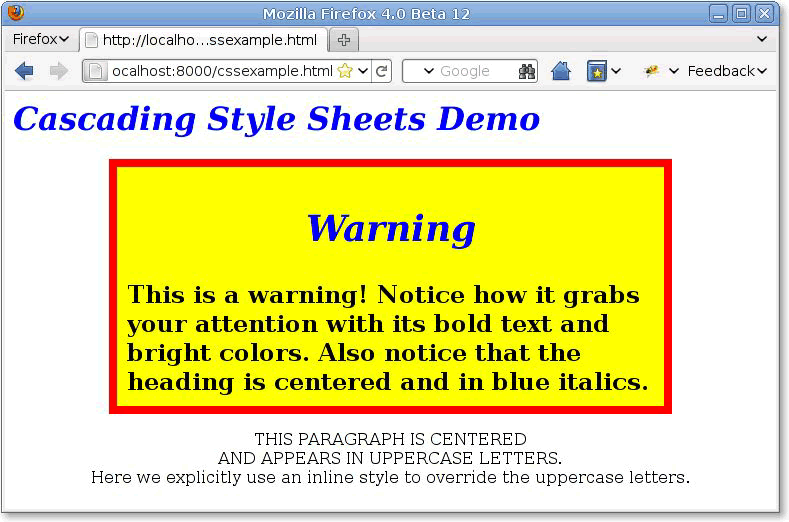 Mozilla Firefox 4.0 Beta 12
Firefox
http://localho...ssexample.html
ocalhost:8000/cssexample.html
Google
Feedback
Cascading Style Sheets Demo
Warning
This is a warning! Notice how it grabs
your attention with its bold text and
bright colors. Also notice that the
heading is centered and in blue italics.
THIS PARAGRAPH IS CENTERED
AND APPEARS IN UPPERCASE LETTERS.
Here we explicitly use an inline style to override the uppercase letters.